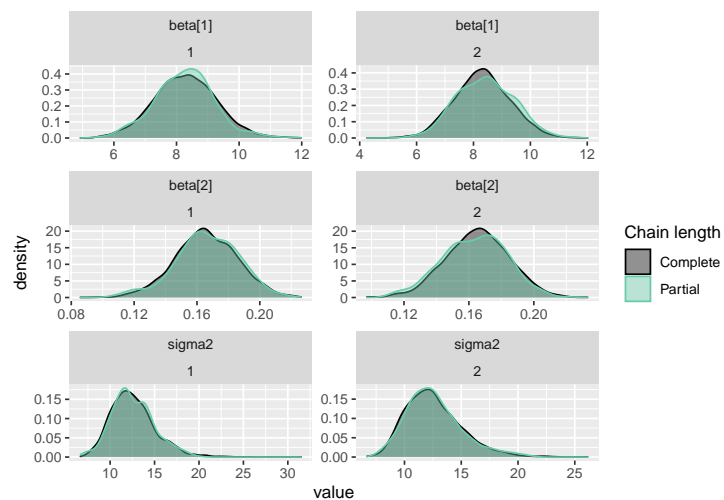 beta[1] beta[1]
1 2
0.4 0.4
0.3 0.3
0.2 0.2
0.1 0.1
0.0 0.0
6 8 10 12 4 6 8 10 12
beta[2] beta[2]
1 2
20 20
15 15
10 10
5 5
0 0
0.08 0.12 0.16 0.20 0.12 0.16 0.20
sigma2 sigma2
1 2
0.15 0.15
0.10 0.10
0.05 0.05
0.00 0.00
10 15 20 25 30 10 15 20 25
value
density
Chain length
Complete
Partial